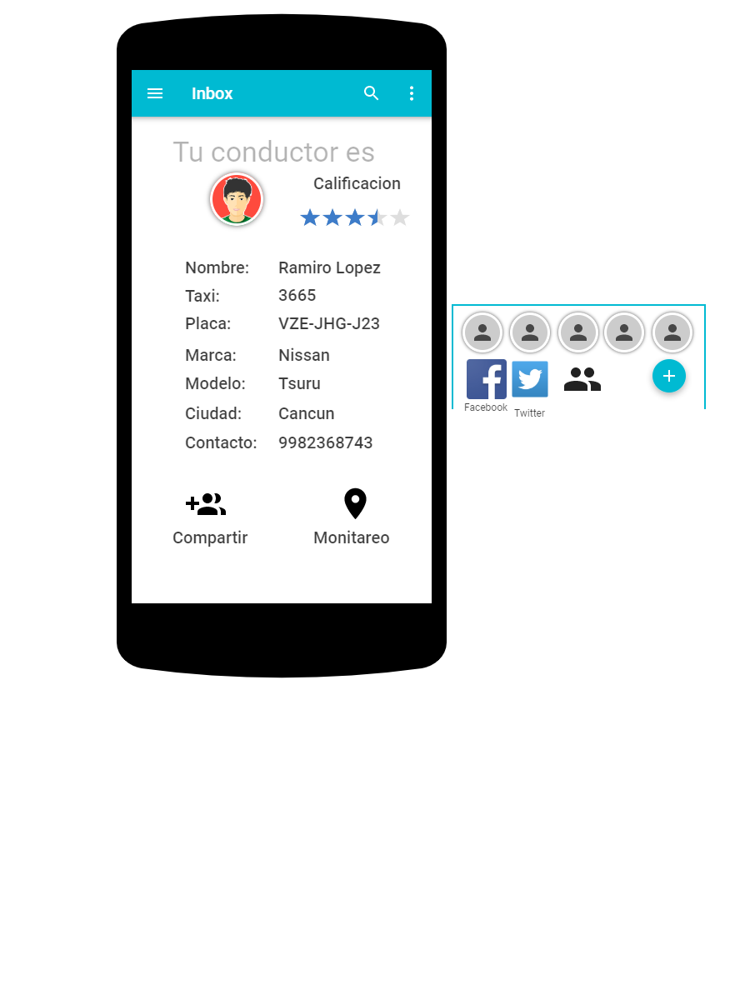 Inbox
Tu conductor es
Calificacion
Nombre: Ramiro Lopez
Taxi: 3665
Placa: VZE-JHG-J23
Marca: Nissan
Modelo: Tsuru
Ciudad: Cancun
Contacto: 9982368743
Compartir Monitareo
Facebook Twitter